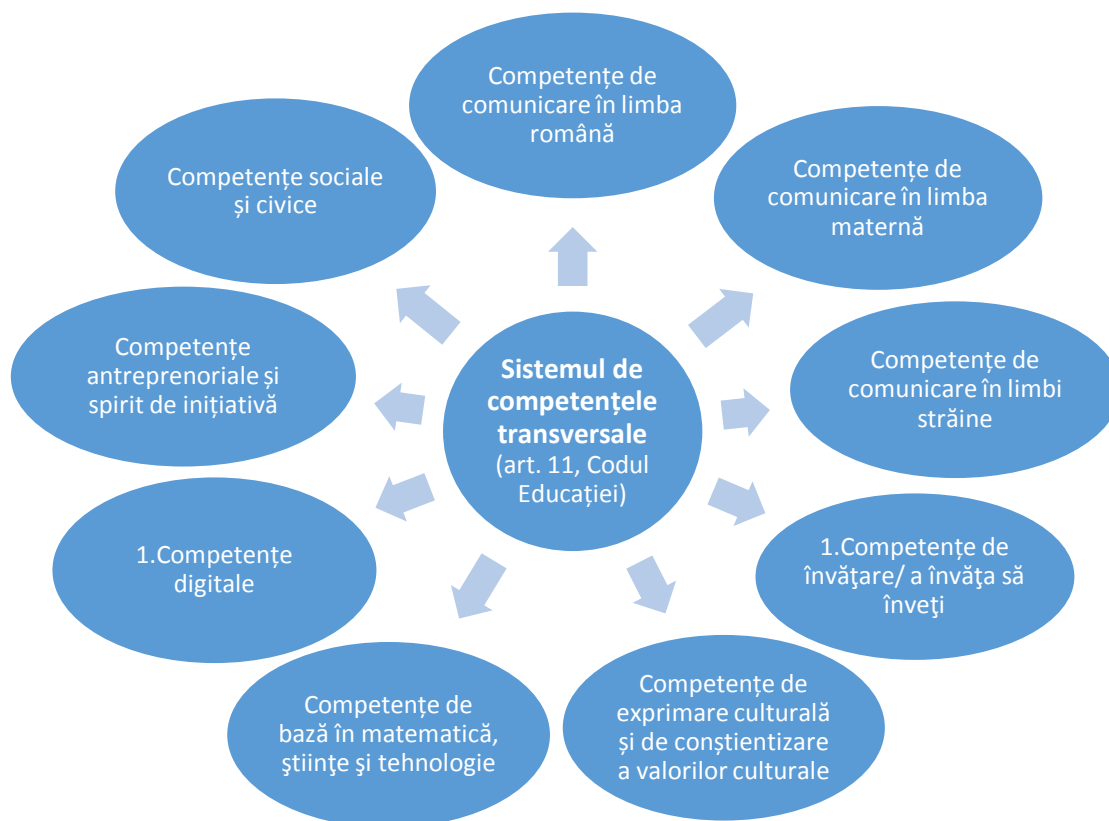 Competențe de
comunicare în limba
română
Competențe de
comunicare în limba
maternă
Competențe de
comunicare în limbi
străine
1.Competențe de
învăţare/ a învăţa să
înveţi
Competențe de
exprimare culturală
și de conștientizare
a valorilor culturale
Competențe de
bază în matematică,
ştiinţe şi tehnologie
1.Competențe
digitale
Competențe
antreprenoriale și
spirit de inițiativă
Competențe sociale
și civice
Sistemul de
competențele
transversale
(art. 11, Codul
Educației)